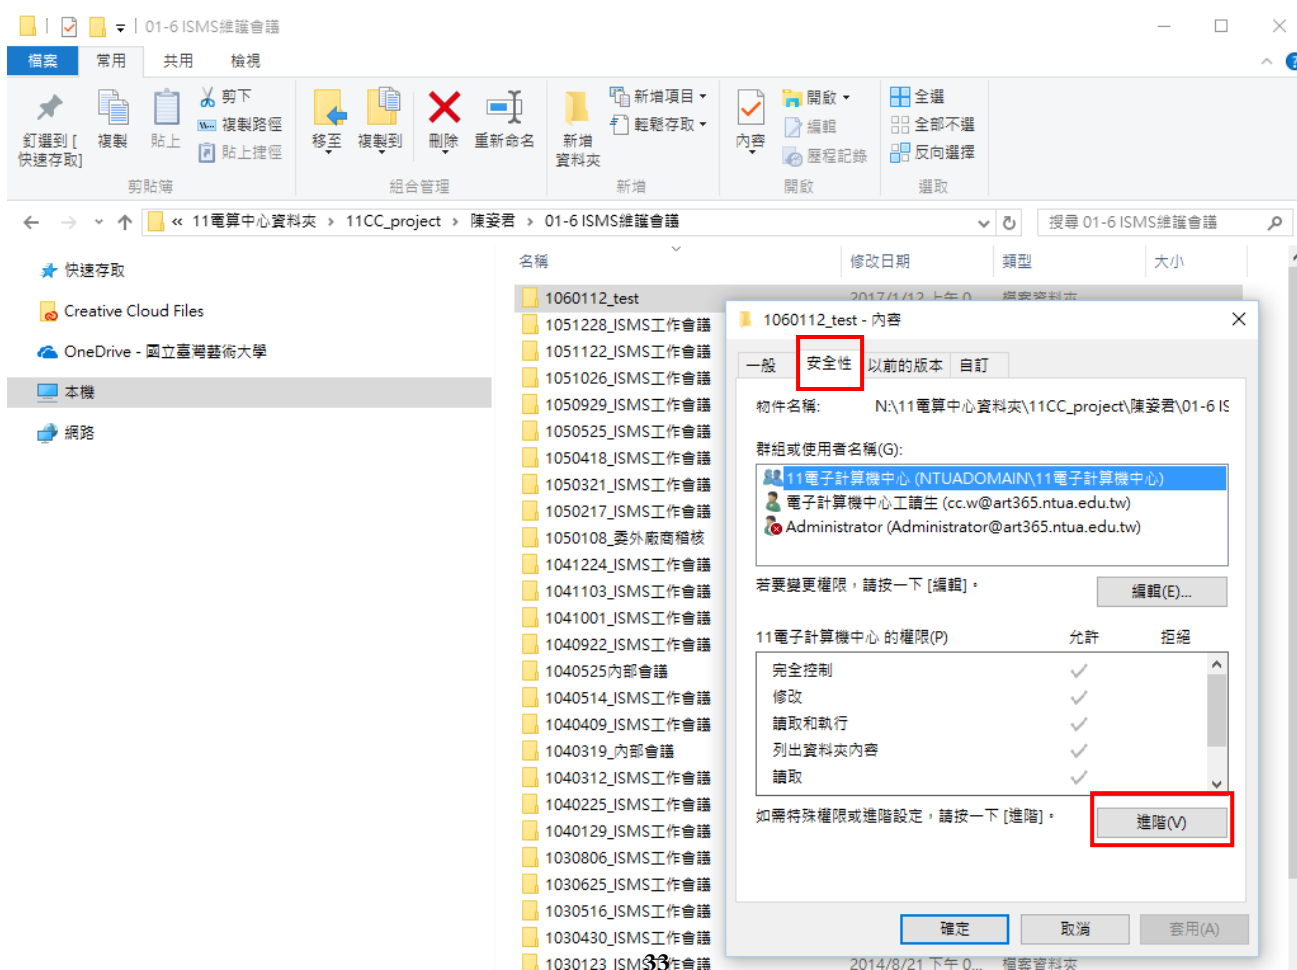 01-6 ISMS維護會議
檔案 常用 共用 檢視
釘選到 [
快速存取]
複製
貼上
剪下
複製路徑
貼上捷徑
剪貼簿
移至
複製到
刪除
重新命名
組合管理
新增
資料夾
新增項目
輕鬆存取
新增
內容
開啟
編輯
歷程記錄
開啟
全選
全部不選
反向選擇
選取
« 11電算中心資料夾 › 11CC_project › 陳姿君 › 01-6 ISMS維護會議
搜尋 01-6 ISMS維護會議
快速存取
Creative Cloud Files
OneDrive - 國立臺灣藝術大學
本機
網路
名稱 修改日期 類型 大小
1060112_test 2017/1/12 上午 0... 檔案資料夾
1051228_ISMS工作會議
1051122_ISMS工作會議
1051026_ISMS工作會議
1050929_ISMS工作會議
1050525_ISMS工作會議
1050418_ISMS工作會議
1050321_ISMS工作會議
1050217_ISMS工作會議
1050108_委外廠商稽核
1041224_ISMS工作會議
1041103_ISMS工作會議
1041001_ISMS工作會議
1040922_ISMS工作會議
1040525內部會議
1040514_ISMS工作會議
1040409_ISMS工作會議
1040319_內部會議
1040312_ISMS工作會議
1040225_ISMS工作會議
1040129_ISMS工作會議
1030806_ISMS工作會議
1030625_ISMS工作會議
1030516_ISMS工作會議
1030430_ISMS工作會議
1030123_ISMS工作會議 2014/8/21 下午 0... 檔案資料夾
1060112_test - 內容
一般 安全性 以前的版本 自訂
物件名稱: N:\11電算中心資料夾\11CC_project\陳姿君\01-6 IS
群組或使用者名稱(G):
11電子計算機中心 (NTUADOMAIN\11電子計算機中心)
電子計算機中心工讀生 (cc.w@art365.ntua.edu.tw)
Administrator (Administrator@art365.ntua.edu.tw)
若要變更權限，請按一下 [編輯]。
編輯(E)...
11電子計算機中心 的權限(P) 允許 拒絕
完全控制
修改
讀取和執行
列出資料夾內容
讀取
如需特殊權限或進階設定，請按一下 [進階]。
進階(V)
確定 取消 套用(A)
33